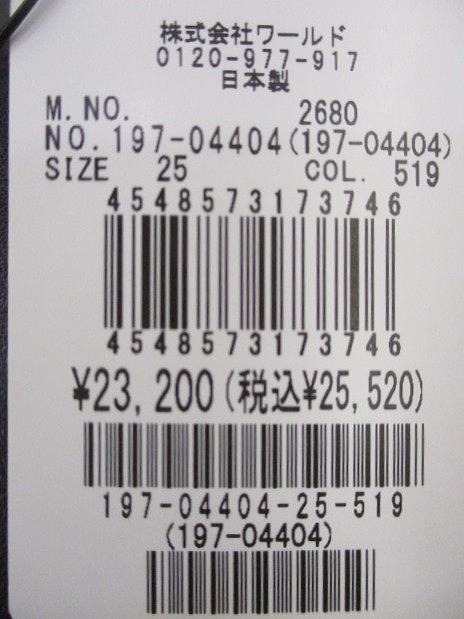 株式会社ワールド
0120-977-917
日本製
M.NO. 2680
NO.197-04404(197-04404)
SIZE 25 COL. 519
4548573173746
4548573173746
¥23,200(税込¥25,520)
197-04404-25-519
(197-04404)